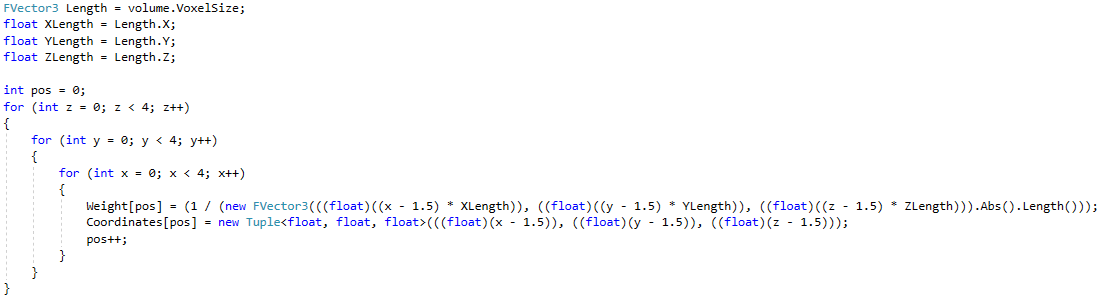 FVector3 Length = volume.VoxelSize;
float XLength = Length.X;
float YLength = Length.Y;
float ZLength = Length.Z;

int pos = 0;
for (int z = 0; z < 4; z++)
{
    for (int y = 0; y < 4; y++)
    {
        for (int x = 0; x < 4; x++)
        {
            Weight[pos] = (1 / (new FVector3(((float)((x - 1.5) * XLength)), ((float)((y - 1.5) * YLength)), ((float)((z - 1.5) * ZLength))).Abs().Length()));
            Coordinates[pos] = new Tuple<float, float, float>(((float)(x - 1.5)), ((float)(y - 1.5)), ((float)(z - 1.5)));
            pos++;
        }
    }
}